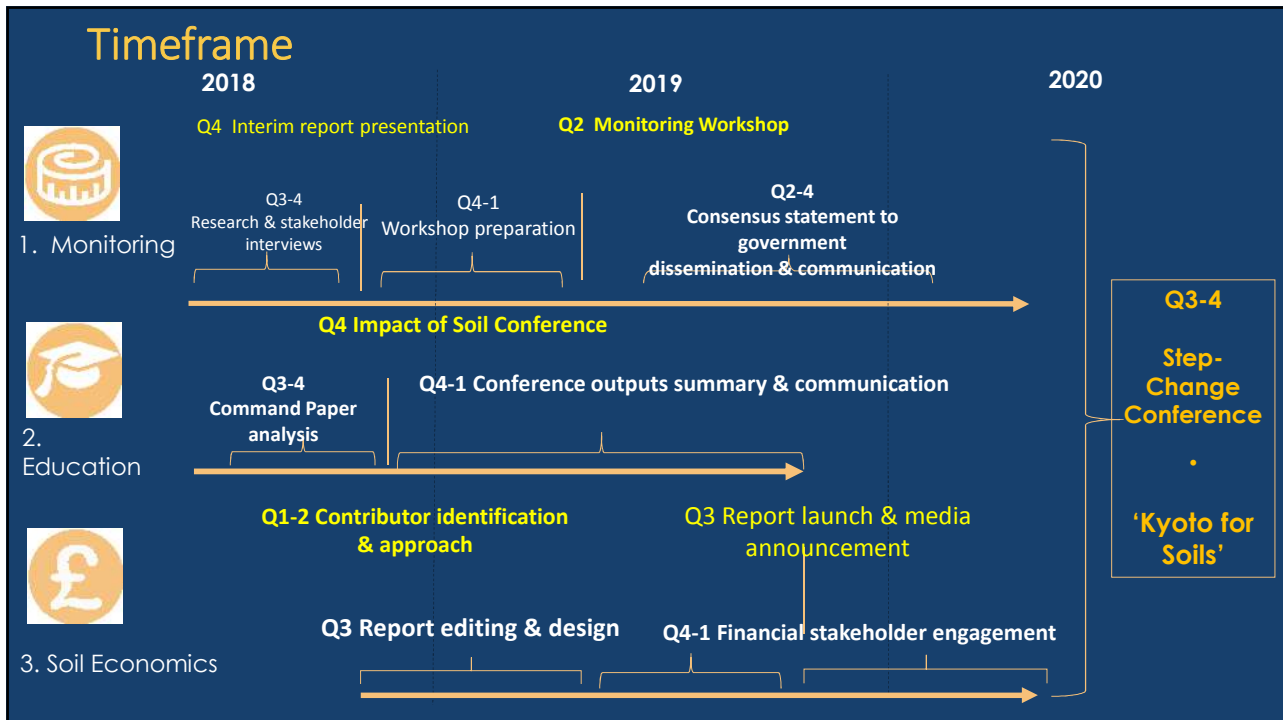 Timeframe
2018
2019
2020
Q4  Interim report presentation
Q2  Monitoring Workshop
Q3-4
Research & stakeholder
interviews
Q4-1
Workshop preparation
Q2-4
Consensus statement to
government
dissemination & communication
1.  Monitoring
Q4 Impact of Soil Conference
Q3-4
Command Paper
analysis
Q4-1 Conference outputs summary & communication
2.
Education
Q1-2 Contributor identification
& approach
Q3 Report launch & media
announcement
£
Q3 Report editing & design
Q4-1 Financial stakeholder engagement
3. Soil Economics
Q3-4
Step-
Change
Conference
•
‘Kyoto for
Soils’